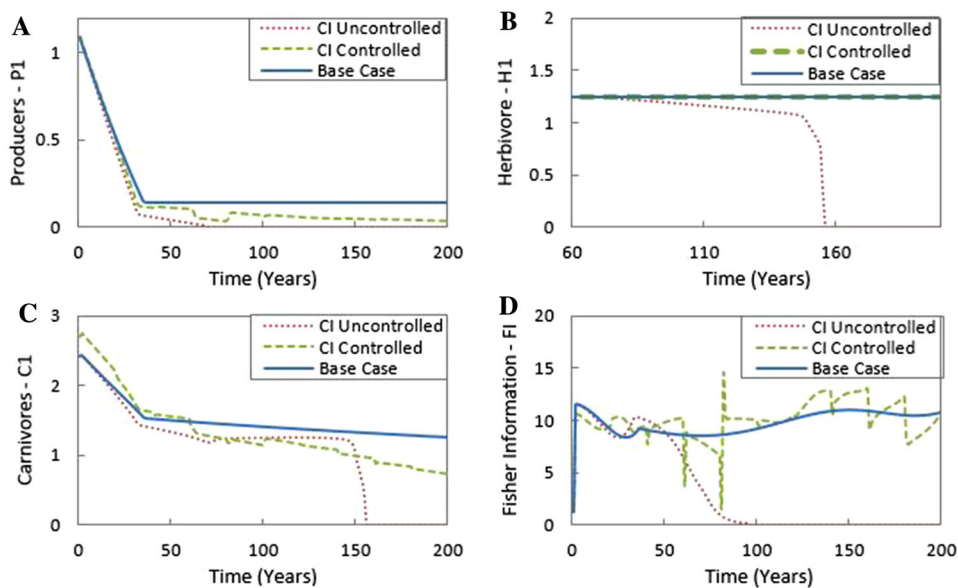 A
Producers - P1
1
0.5
0
CI Uncontrolled
CI Controlled
Base Case
0 50 100 150 200
Time (Years)
B
Herbivore - H1
2
1.5
1
0.5
0
CI Uncontrolled
CI Controlled
Base Case
60 110 160
Time (Years)
C
Carnivores - C1
3
2
1
0
CI Uncontrolled
CI Controlled
Base Case
0 50 100 150 200
Time (Years)
D
Fisher Information - FI
20
15
10
5
0
CI Uncontrolled
CI Controlled
Base Case
0 50 100 150 200
Time (Years)